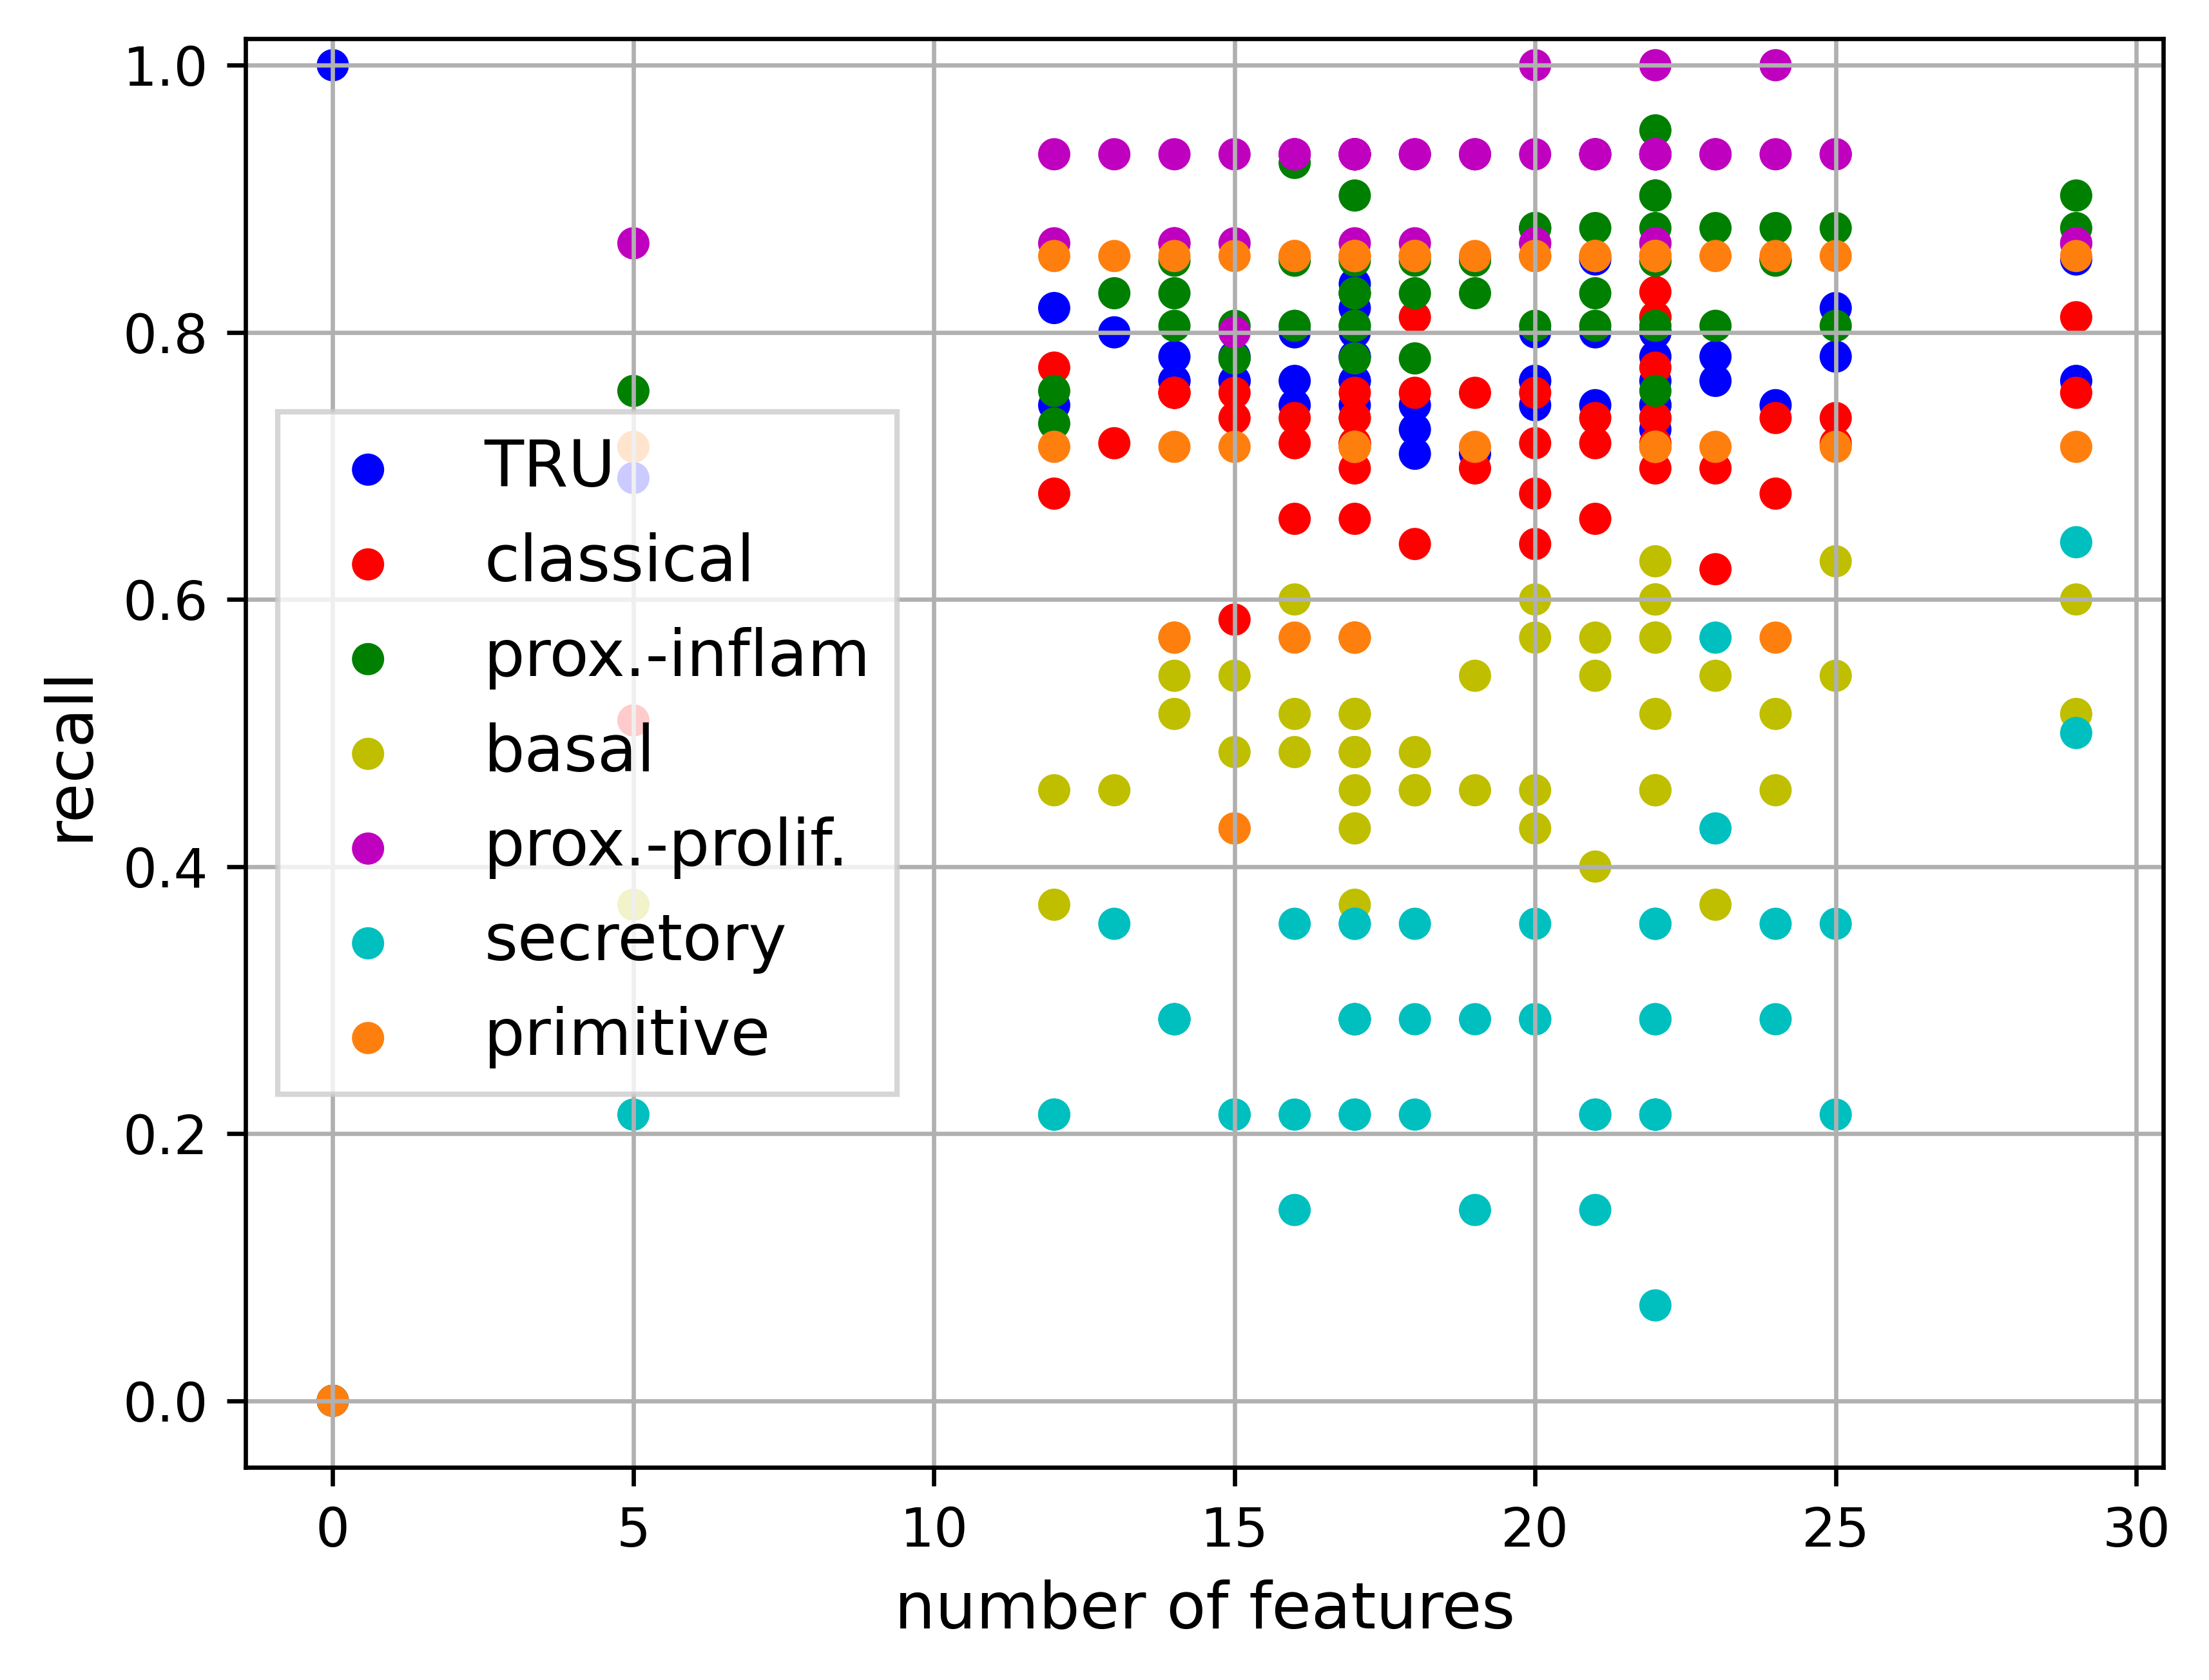 1.0
0.8
0.6
0.4
0.2
0.0
recall
TRU
classical
prox.-inflam
basal
prox.-prolif.
secretory
primitive
0 5 10 15 20 25 30
number of features